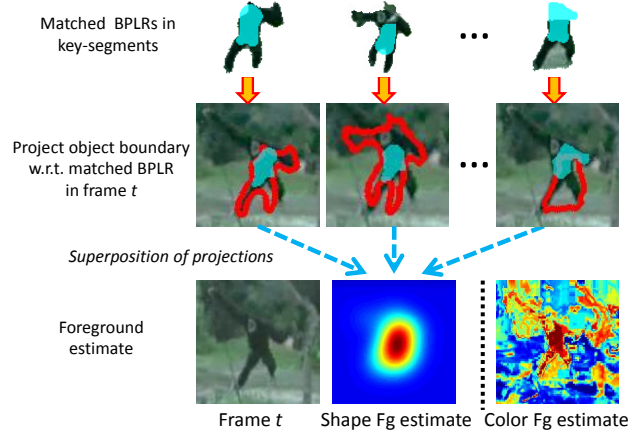 Matched BPLRs in
key-segments
...
Project object boundary
w.r.t. matched BPLR
in frame t
...
Superposition of projections
Foreground
estimate
Frame t
Shape Fg estimate
Color Fg estimate